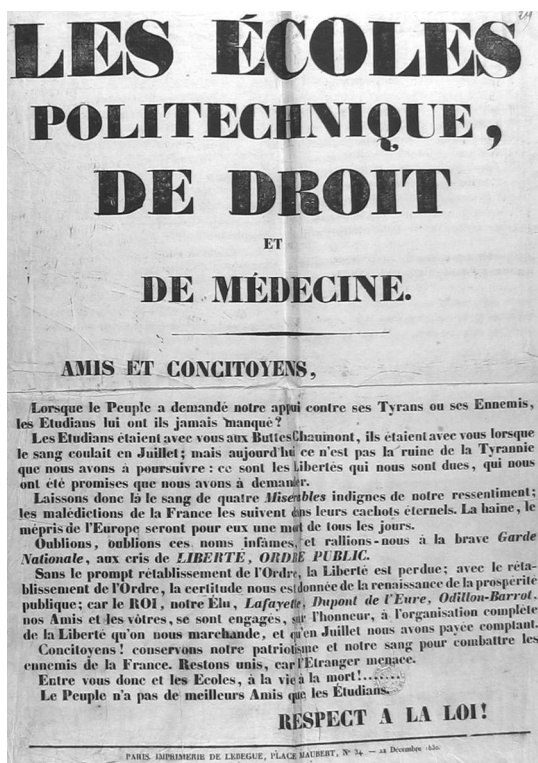 LES ÉCOLES
POLITECHNIQUE,
DE DROIT
ET
DE MÉDECINE.
AMIS ET CONCITOYENS,
Lorsque le Peuple a demandé notre appui contre ses Tyrans ou ses Ennemis,
les Etudians lui ont ils jamais manqué?
Les Etudians étaient avec vous aux Buttes Chaumont, ils étaient avec vous lorsque
le sang coulait en Juillet; mais aujourd'hui ce n'est pas la ruine de la Tyrannie
que nous avons à poursuivre: ce sont les Libertés qui nous sont dues, qui nous
ont été promises que nous avons à demander.
Laissons donc là le sang de quatre Misérables indignes de notre ressentiment;
les malédictions de la France les suivent dans leurs cachots éternels. La haine, le
mépris de l'Europe seront pour eux une mort de tous les jours.
Oublions, oublions ces noms infâmes, et rallions-nous à la brave Garde
Nationale, aux cris de LIBERTÉ, ORDRE PUBLIC.
Sans le prompt rétablissement de l'Ordre, la Liberté est perdue; avec le réta-
blissement de l'Ordre, la certitude nous est donnée de la renaissance de la prospérité
publique; car le ROI, notre Élu, Lafayette, Dupont de l'Eure, Odillon-Barrot,
nos Amis et les vôtres, se sont engagés, sur l'honneur, à l'organisation complète
de la Liberté qu'on nous marchande, et qu'en Juillet nous avons payée comptant.
Concitoyens! conservons notre patriotisme et notre sang pour combattre les
ennemis de la France. Restons unis, car l'Etranger menace.
Entre vous donc et les Ecoles, à la vie à la mort!.......
Le Peuple n'a pas de meilleurs Amis que les Étudians.
RESPECT A LA LOI!
PARIS. IMPRIMERIE DE LEBEGUE, PLACE MAUBERT, N° 34 — 22 Décembre 1830.